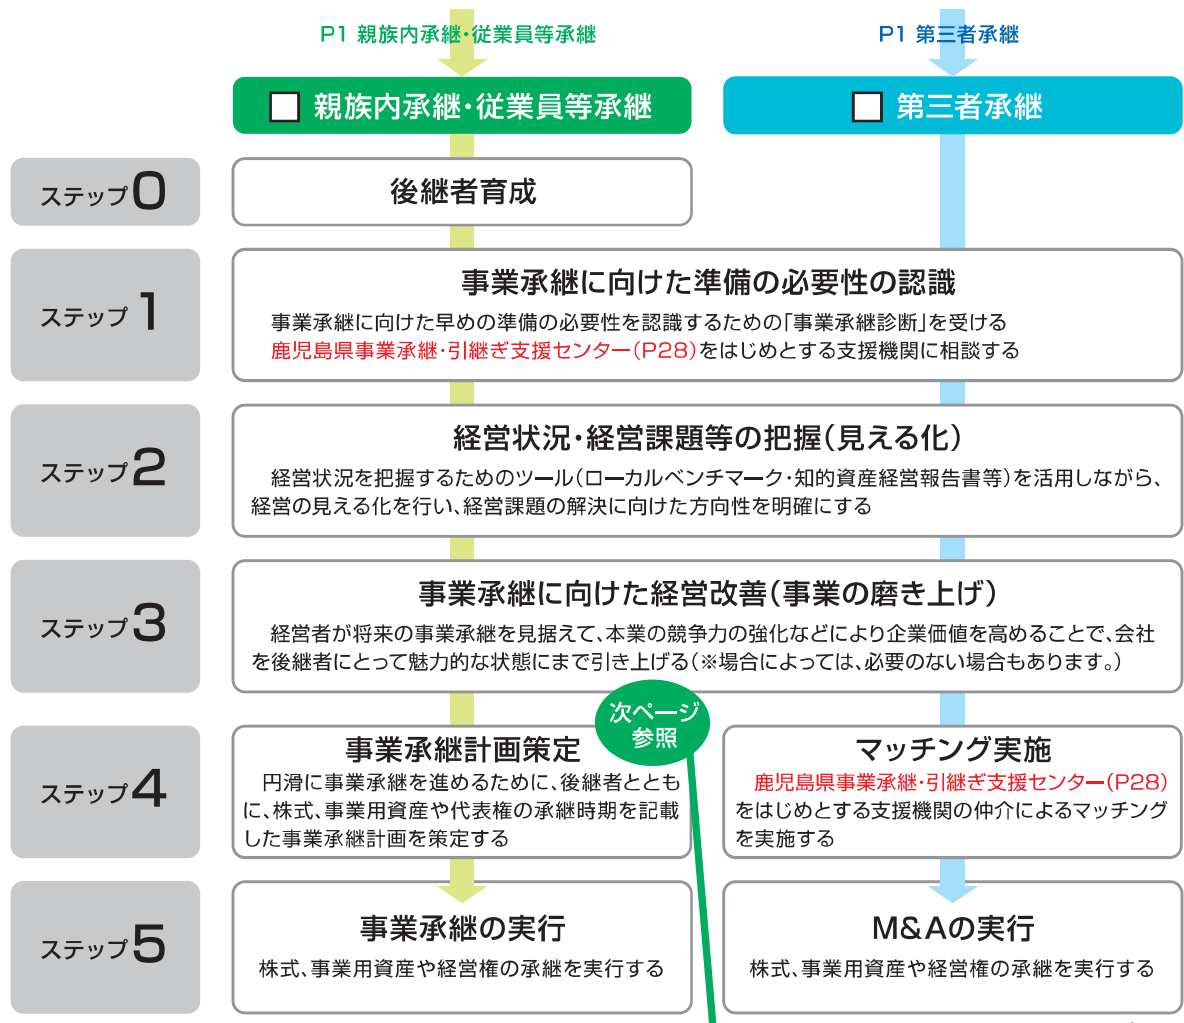 P1 親族内承継・従業員等承継
P1 第三者承継
親族内承継・従業員等承継
第三者承継
ステップ0
後継者育成
ステップ1
事業承継に向けた準備の必要性の認識
事業承継に向けた早めの準備の必要性を認識するための「事業承継診断」を受ける
鹿児島県事業承継・引継ぎ支援センター(P28)をはじめとする支援機関に相談する
ステップ2
経営状況・経営課題等の把握(見える化)
経営状況を把握するためのツール(ローカルベンチマーク・知的資産経営報告書等)を活用しながら、
経営の見える化を行い、経営課題の解決に向けた方向性を明確にする
ステップ3
事業承継に向けた経営改善(事業の磨き上げ)
経営者が将来の事業承継を見据えて、本業の競争力の強化などにより企業価値を高めることで、会社
を後継者にとって魅力的な状態にまで引き上げる(※場合によっては、必要のない場合もあります。)
次ページ
参照
ステップ4
事業承継計画策定
円滑に事業承継を進めるために、後継者ととも
に、株式、事業用資産や代表権の承継時期を記載
した事業承継計画を策定する
マッチング実施
鹿児島県事業承継・引継ぎ支援センター(P28)
をはじめとする支援機関の仲介によるマッチング
を実施する
ステップ5
事業承継の実行
株式、事業用資産や経営権の承継を実行する
M&Aの実行
株式、事業用資産や経営権の承継を実行する